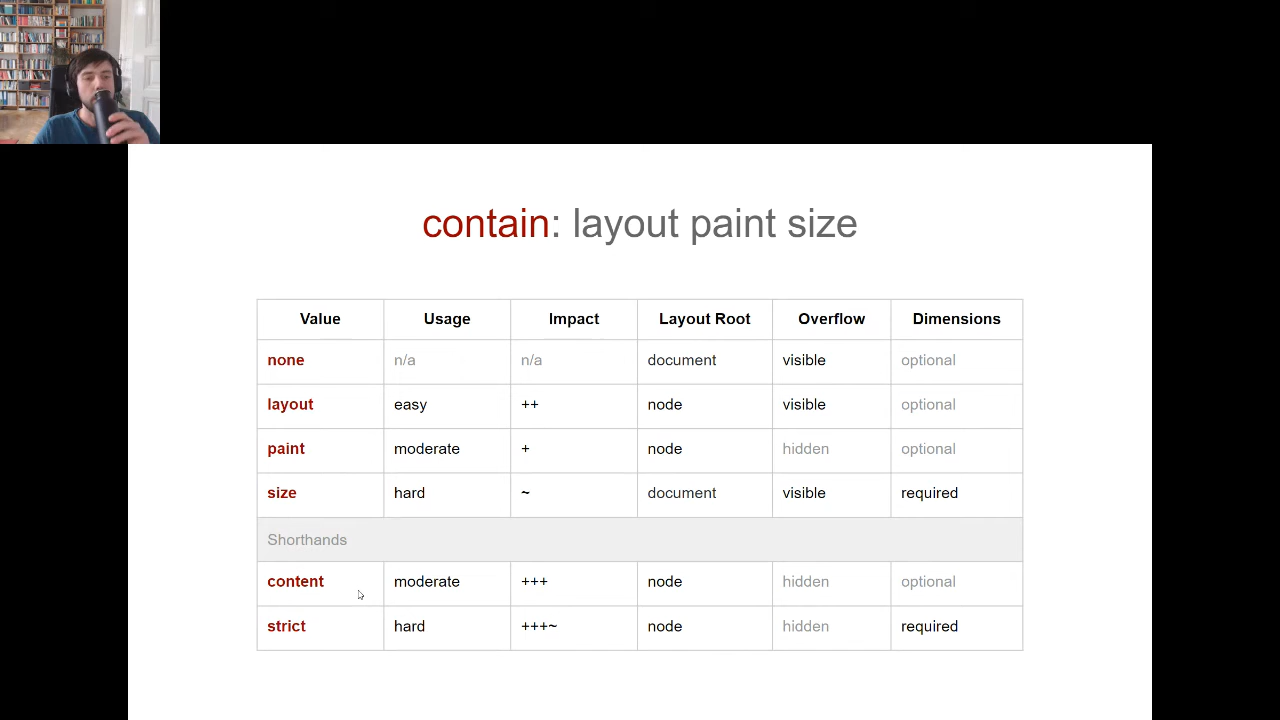 contain: layout paint size
Value Usage Impact Layout Root Overflow Dimensions
none n/a n/a document visible optional
layout easy ++ node visible optional
paint moderate + node hidden optional
size hard ~ document visible required
Shorthands
content moderate +++ node hidden optional
strict hard +++~ node hidden required